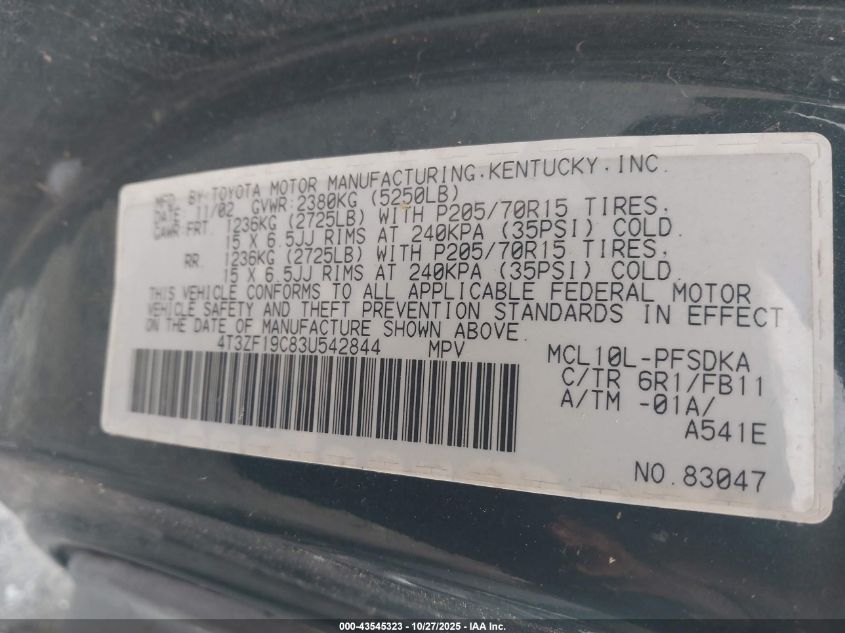 MFD. BY:TOYOTA MOTOR MANUFACTURING,KENTUCKY,INC.
DATE: 11/02 GVWR:2380KG (5250LB)
GAWR:FRT. 1236KG (2725LB) WITH P205/70R15 TIRES,
15 X 6.5JJ RIMS AT 240KPA (35PSI) COLD.
RR. 1236KG (2725LB) WITH P205/70R15 TIRES,
15 X 6.5JJ RIMS AT 240KPA (35PSI) COLD.
THIS VEHICLE CONFORMS TO ALL APPLICABLE FEDERAL MOTOR
VEHICLE SAFETY AND THEFT PREVENTION STANDARDS IN EFFECT
ON THE DATE OF MANUFACTURE SHOWN ABOVE.
4T3ZF19C83U542844 MPV
MCL10L-PFSDKA
C/TR 6R1/FB11
A/TM -01A/
A541E
NO.83047
000-43545323 - 10/27/2025 - IAA Inc.